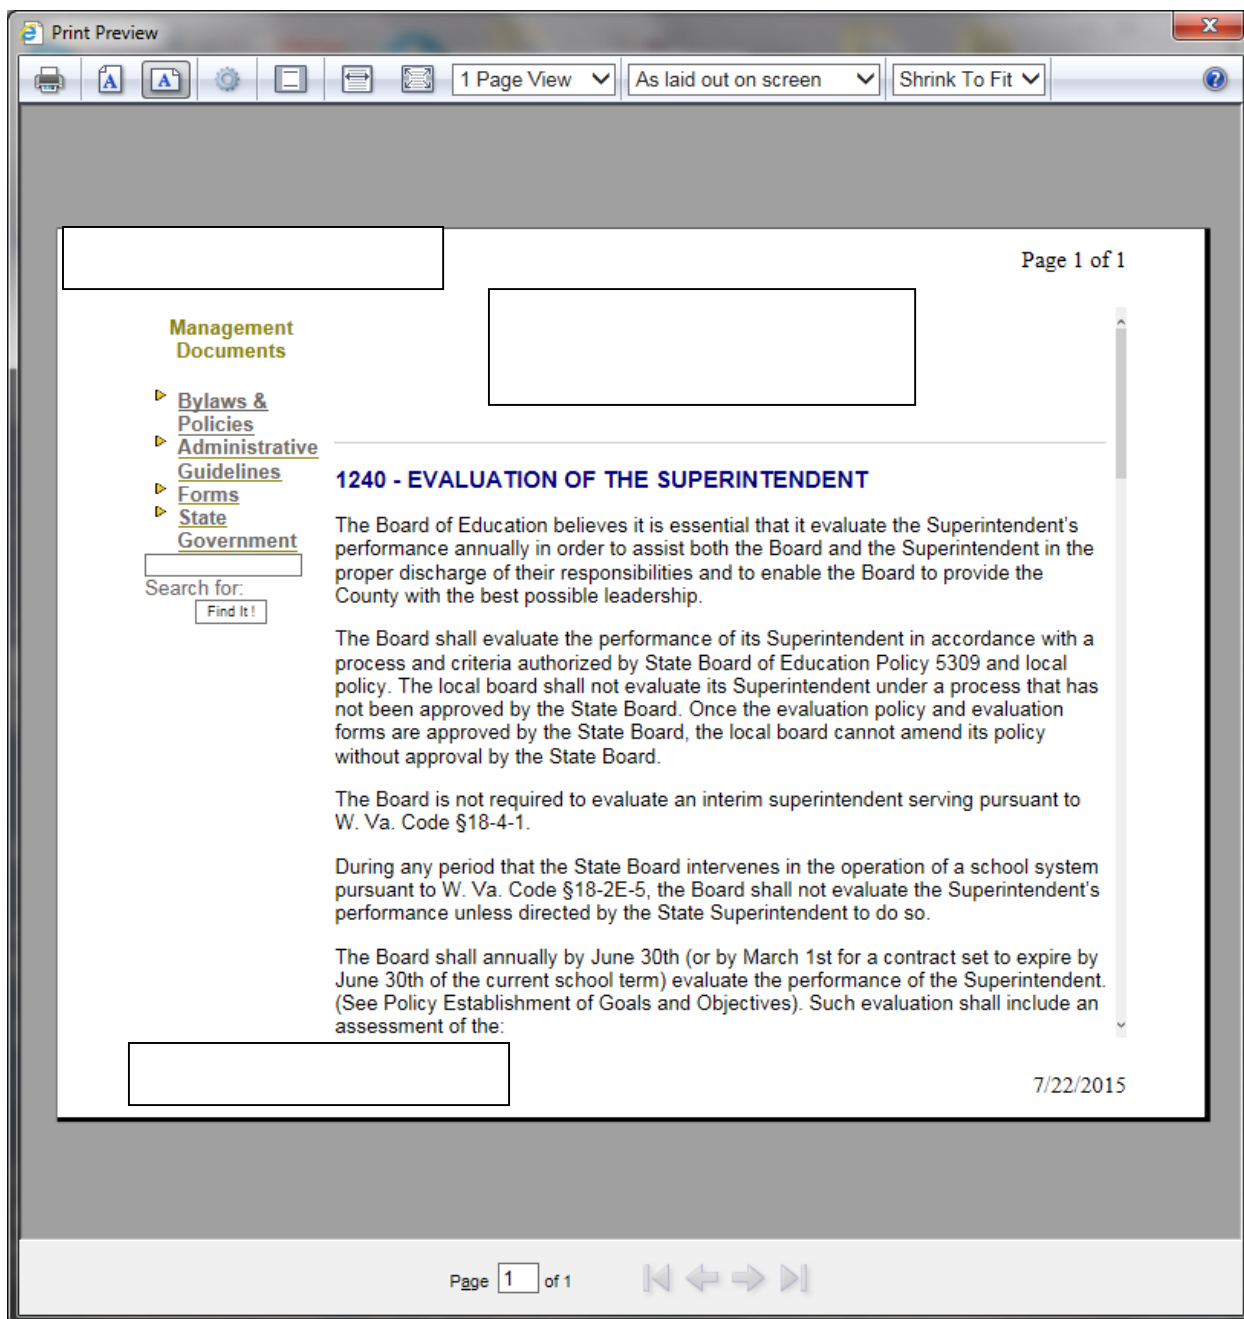 Print Preview
1 Page View
As laid out on screen
Shrink To Fit
Page 1 of 1
Management
Documents
Bylaws &
Policies
Administrative
Guidelines
Forms
State
Government
Search for:
Find It !
1240 - EVALUATION OF THE SUPERINTENDENT
The Board of Education believes it is essential that it evaluate the Superintendent's
performance annually in order to assist both the Board and the Superintendent in the
proper discharge of their responsibilities and to enable the Board to provide the
County with the best possible leadership.
The Board shall evaluate the performance of its Superintendent in accordance with a
process and criteria authorized by State Board of Education Policy 5309 and local
policy. The local board shall not evaluate its Superintendent under a process that has
not been approved by the State Board. Once the evaluation policy and evaluation
forms are approved by the State Board, the local board cannot amend its policy
without approval by the State Board.
The Board is not required to evaluate an interim superintendent serving pursuant to
W. Va. Code §18-4-1.
During any period that the State Board intervenes in the operation of a school system
pursuant to W. Va. Code §18-2E-5, the Board shall not evaluate the Superintendent's
performance unless directed by the State Superintendent to do so.
The Board shall annually by June 30th (or by March 1st for a contract set to expire by
June 30th of the current school term) evaluate the performance of the Superintendent.
(See Policy Establishment of Goals and Objectives). Such evaluation shall include an
assessment of the:
7/22/2015
Page 1 of 1